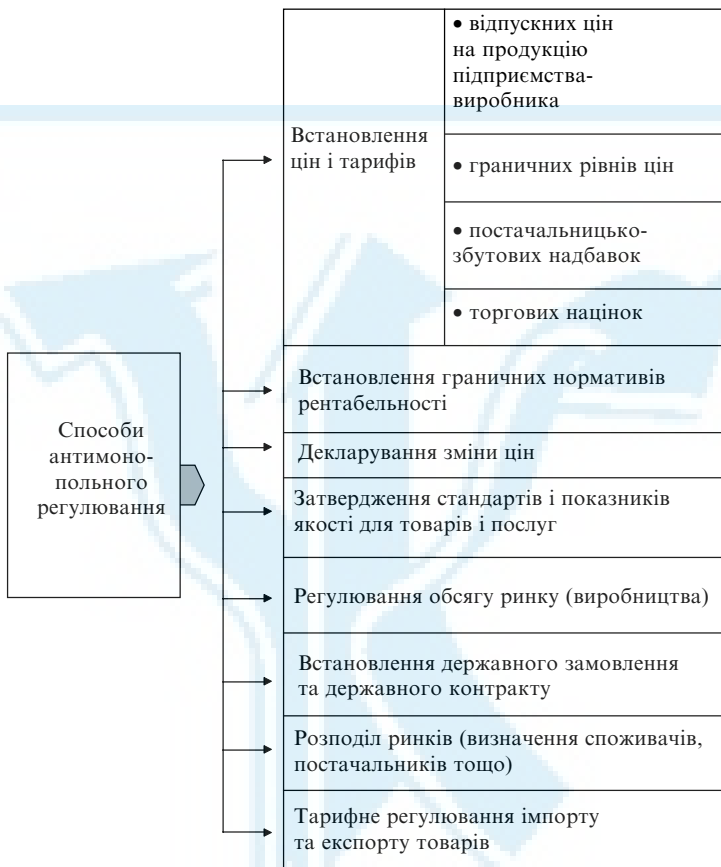 Способи
антимоно-
польного
регулювання
Встановлення
цін і тарифів
• відпускних цін
на продукцію
підприємства-
виробника
• граничних рівнів цін
• постачальницько-
збутових надбавок
• торгових націнок
Встановлення граничних нормативів
рентабельності
Декларування зміни цін
Затвердження стандартів і показників
якості для товарів і послуг
Регулювання обсягу ринку (виробництва)
Встановлення державного замовлення
та державного контракту
Розподіл ринків (визначення споживачів,
постачальників тощо)
Тарифне регулювання імпорту
та експорту товарів